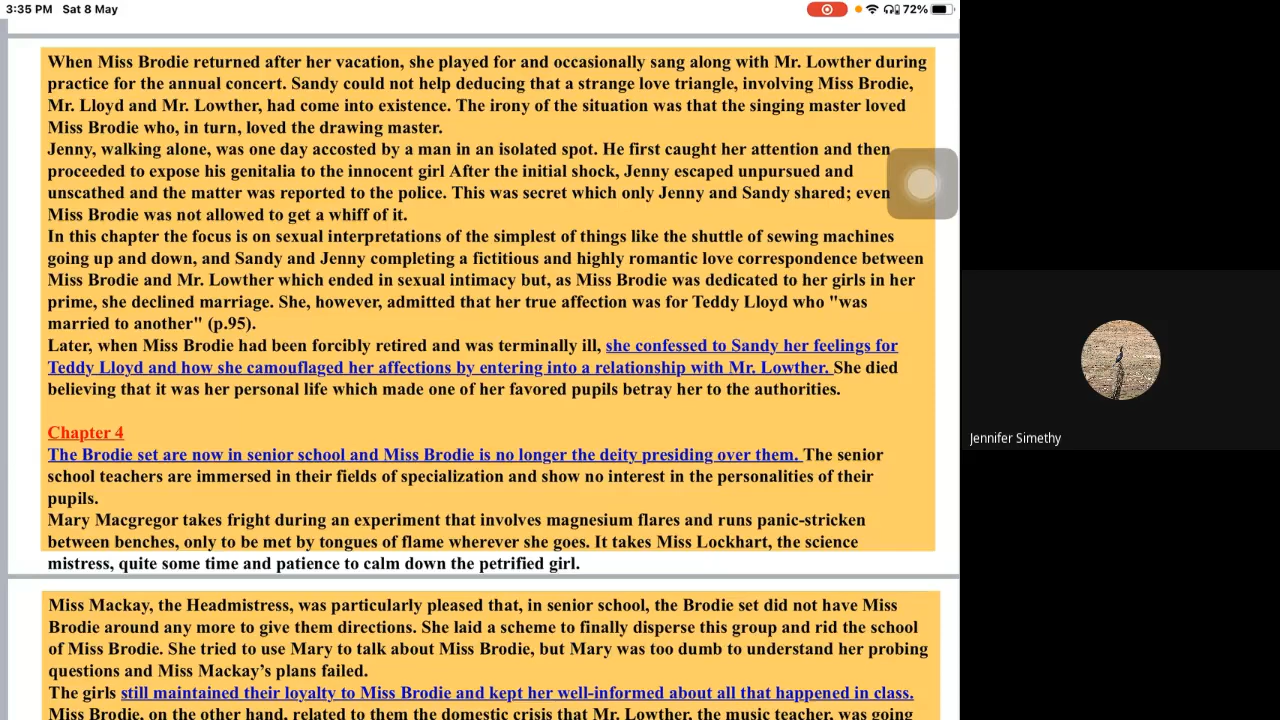 3:35 PM Sat 8 May
72%
When Miss Brodie returned after her vacation, she played for and occasionally sang along with Mr. Lowther during
practice for the annual concert. Sandy could not help deducing that a strange love triangle, involving Miss Brodie,
Mr. Lloyd and Mr. Lowther, had come into existence. The irony of the situation was that the singing master loved
Miss Brodie who, in turn, loved the drawing master.
Jenny, walking alone, was one day accosted by a man in an isolated spot. He first caught her attention and then
proceeded to expose his genitalia to the innocent girl After the initial shock, Jenny escaped unpursued and
unscathed and the matter was reported to the police. This was secret which only Jenny and Sandy shared; even
Miss Brodie was not allowed to get a whiff of it.
In this chapter the focus is on sexual interpretations of the simplest of things like the shuttle of sewing machines
going up and down, and Sandy and Jenny completing a fictitious and highly romantic love correspondence between
Miss Brodie and Mr. Lowther which ended in sexual intimacy but, as Miss Brodie was dedicated to her girls in her
prime, she declined marriage. She, however, admitted that her true affection was for Teddy Lloyd who "was
married to another" (p.95).
Later, when Miss Brodie had been forcibly retired and was terminally ill, she confessed to Sandy her feelings for
Teddy Lloyd and how she camouflaged her affections by entering into a relationship with Mr. Lowther. She died
believing that it was her personal life which made one of her favored pupils betray her to the authorities.
Chapter 4
The Brodie set are now in senior school and Miss Brodie is no longer the deity presiding over them. The senior
school teachers are immersed in their fields of specialization and show no interest in the personalities of their
pupils.
Mary Macgregor takes fright during an experiment that involves magnesium flares and runs panic-stricken
between benches, only to be met by tongues of flame wherever she goes. It takes Miss Lockhart, the science
mistress, quite some time and patience to calm down the petrified girl.
Miss Mackay, the Headmistress, was particularly pleased that, in senior school, the Brodie set did not have Miss
Brodie around any more to give them directions. She laid a scheme to finally disperse this group and rid the school
of Miss Brodie. She tried to use Mary to talk about Miss Brodie, but Mary was too dumb to understand her probing
questions and Miss Mackay’s plans failed.
The girls still maintained their loyalty to Miss Brodie and kept her well-informed about all that happened in class.
Miss Brodie, on the other hand, related to them the domestic crisis that Mr. Lowther, the music teacher, was going
Jennifer Simethy